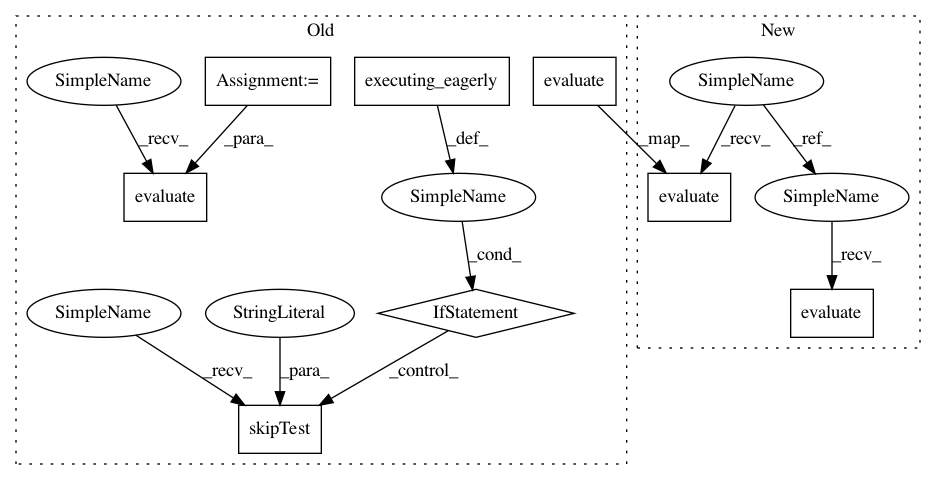 Old
New
SimpleName
Assignment:=
executing_eagerly
evaluate
SimpleName
_recv_
_para_
_def_
_map_
_recv_
_ref_
evaluate
SimpleName
evaluate
SimpleName
_cond_
_recv_
SimpleName
StringLiteral
IfStatement
evaluate
_recv_
_para_
_control_
skipTest